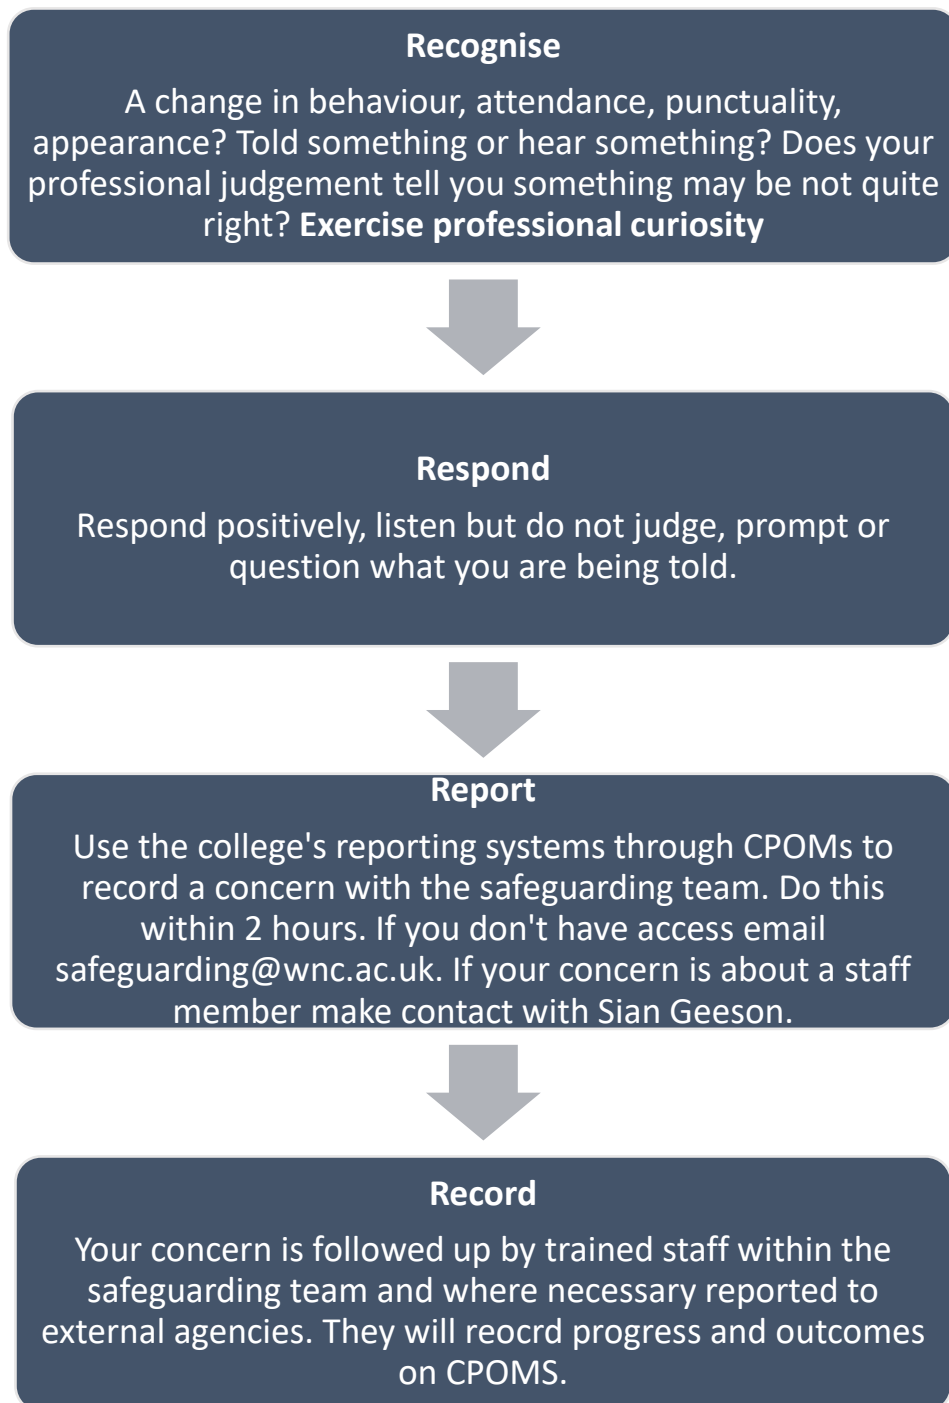 Recognise
A change in behaviour, attendance, punctuality,
appearance? Told something or hear something? Does your
professional judgement tell you something may be not quite
right? Exercise professional curiosity
Respond
Respond positively, listen but do not judge, prompt or
question what you are being told.
Report
Use the college's reporting systems through CPOMs to
record a concern with the safeguarding team. Do this
within 2 hours. If you don't have access email
safeguarding@wnc.ac.uk. If your concern is about a staff
member make contact with Sian Geeson.
Record
Your concern is followed up by trained staff within the
safeguarding team and where necessary reported to
external agencies. They will reocrd progress and outcomes
on CPOMS.